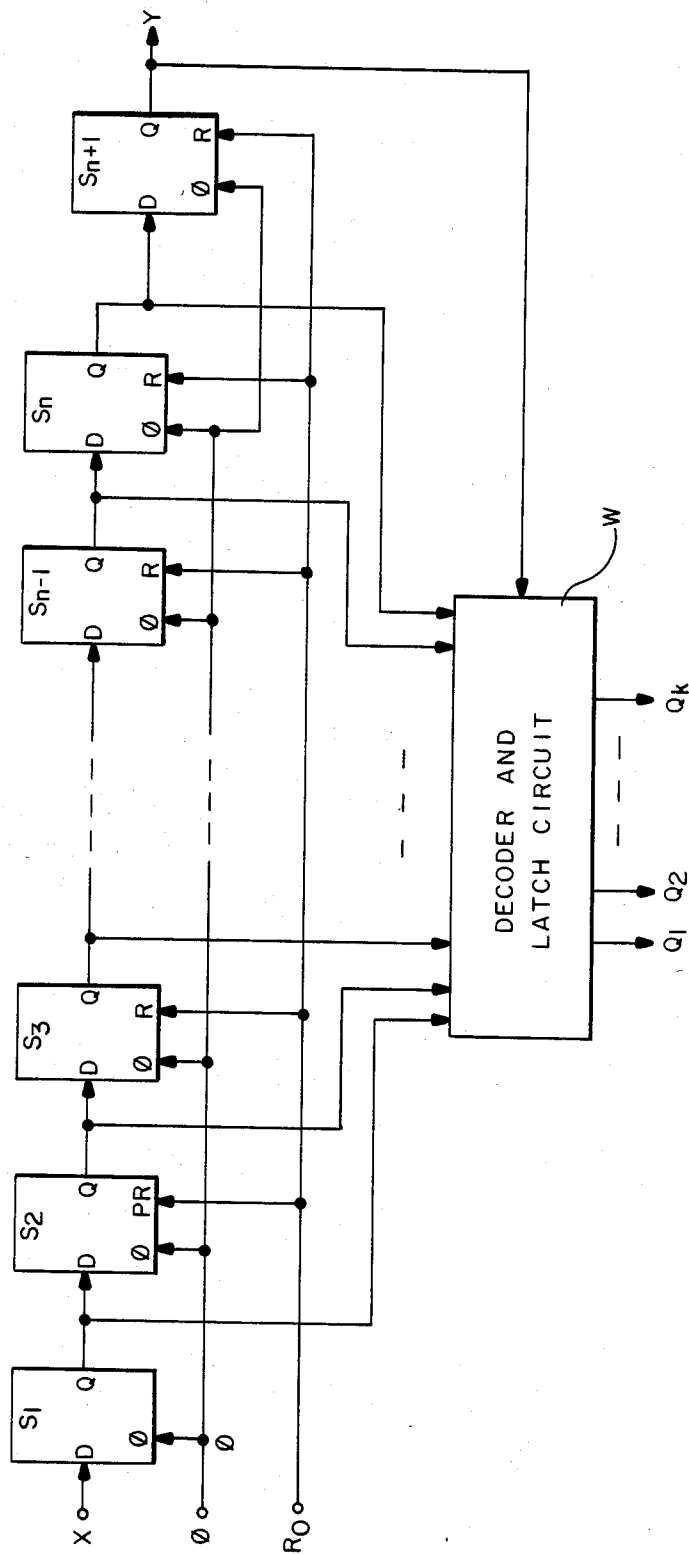 S1
D
Q
Ø
S2
D
Q
Ø
PR
S3
D
Q
Ø
R
Sn-1
D
Q
Ø
R
Sn
D
Q
Ø
R
Sn+1
D
Q
Ø
R
X
Y
Ø
Ø
RO
DECODER AND
LATCH CIRCUIT
W
Q1
Q2
Qk